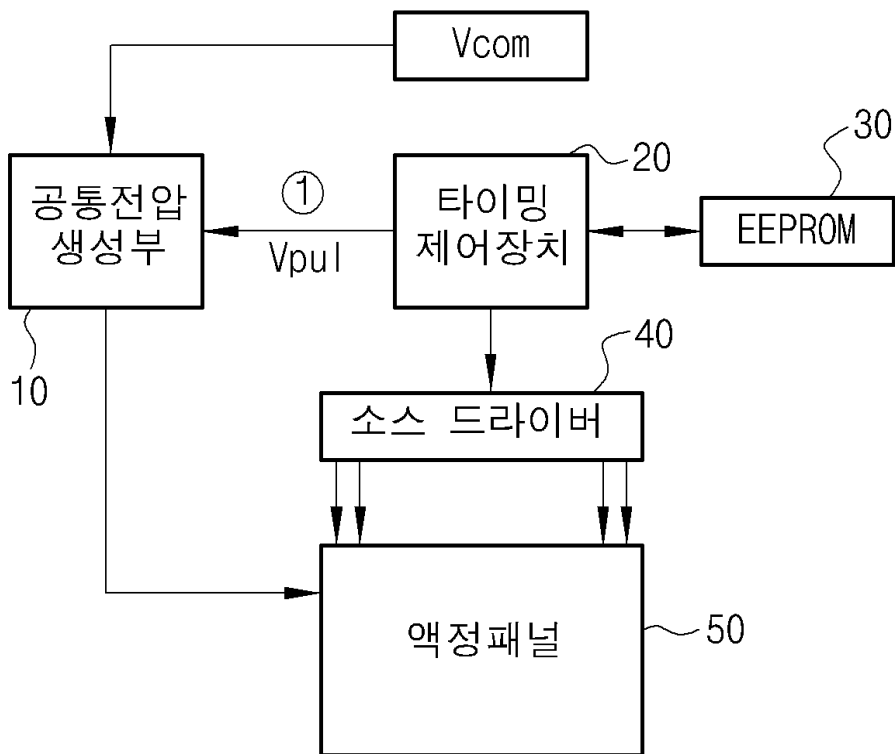 Vcom
30
20
공통전압
생성부
①
Vpul
타이밍
제어장치
EEPROM
10
40
소스 드라이버
액정패널
50